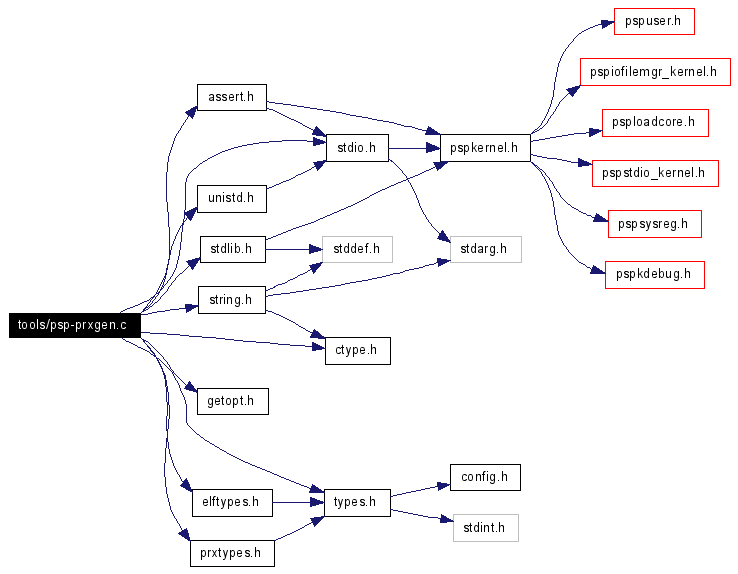 pspuser.h
pspiofilemgr_kernel.h
assert.h
psploadcore.h
stdio.h
pspkernel.h
pspstdio_kernel.h
unistd.h
pspsysreg.h
stdlib.h
stddef.h
stdarg.h
pspkdebug.h
string.h
tools/psp-prxgen.c
ctype.h
getopt.h
config.h
elftypes.h
types.h
stdint.h
prxtypes.h